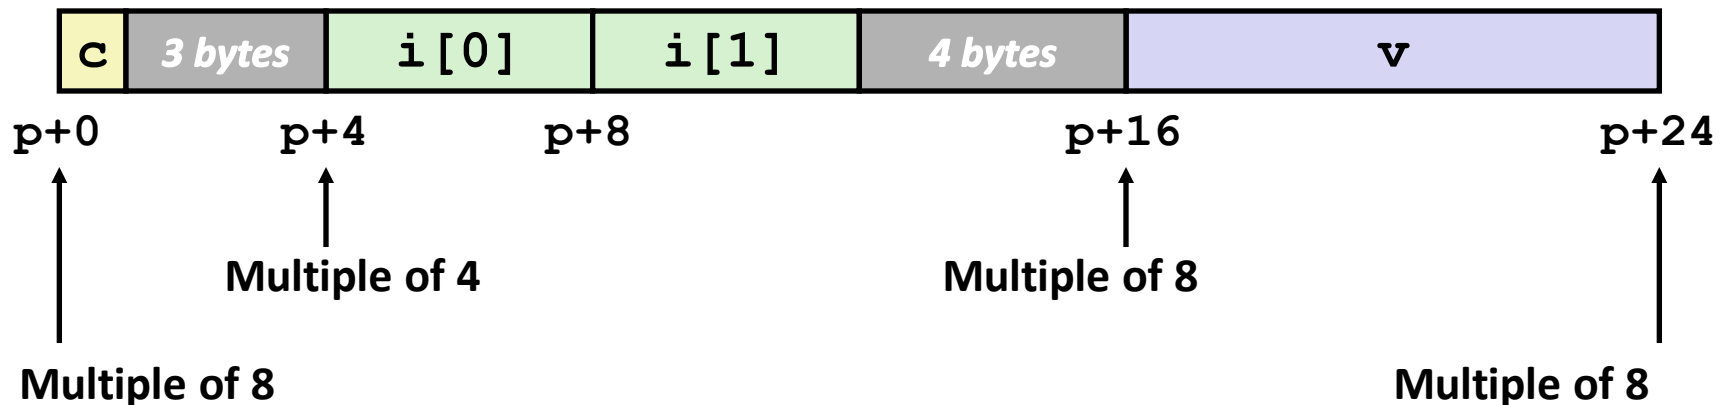 c 3 bytes i[0] i[1] 4 bytes v
p+0 p+4 p+8 p+16 p+24
Multiple of 4 Multiple of 8
Multiple of 8 Multiple of 8